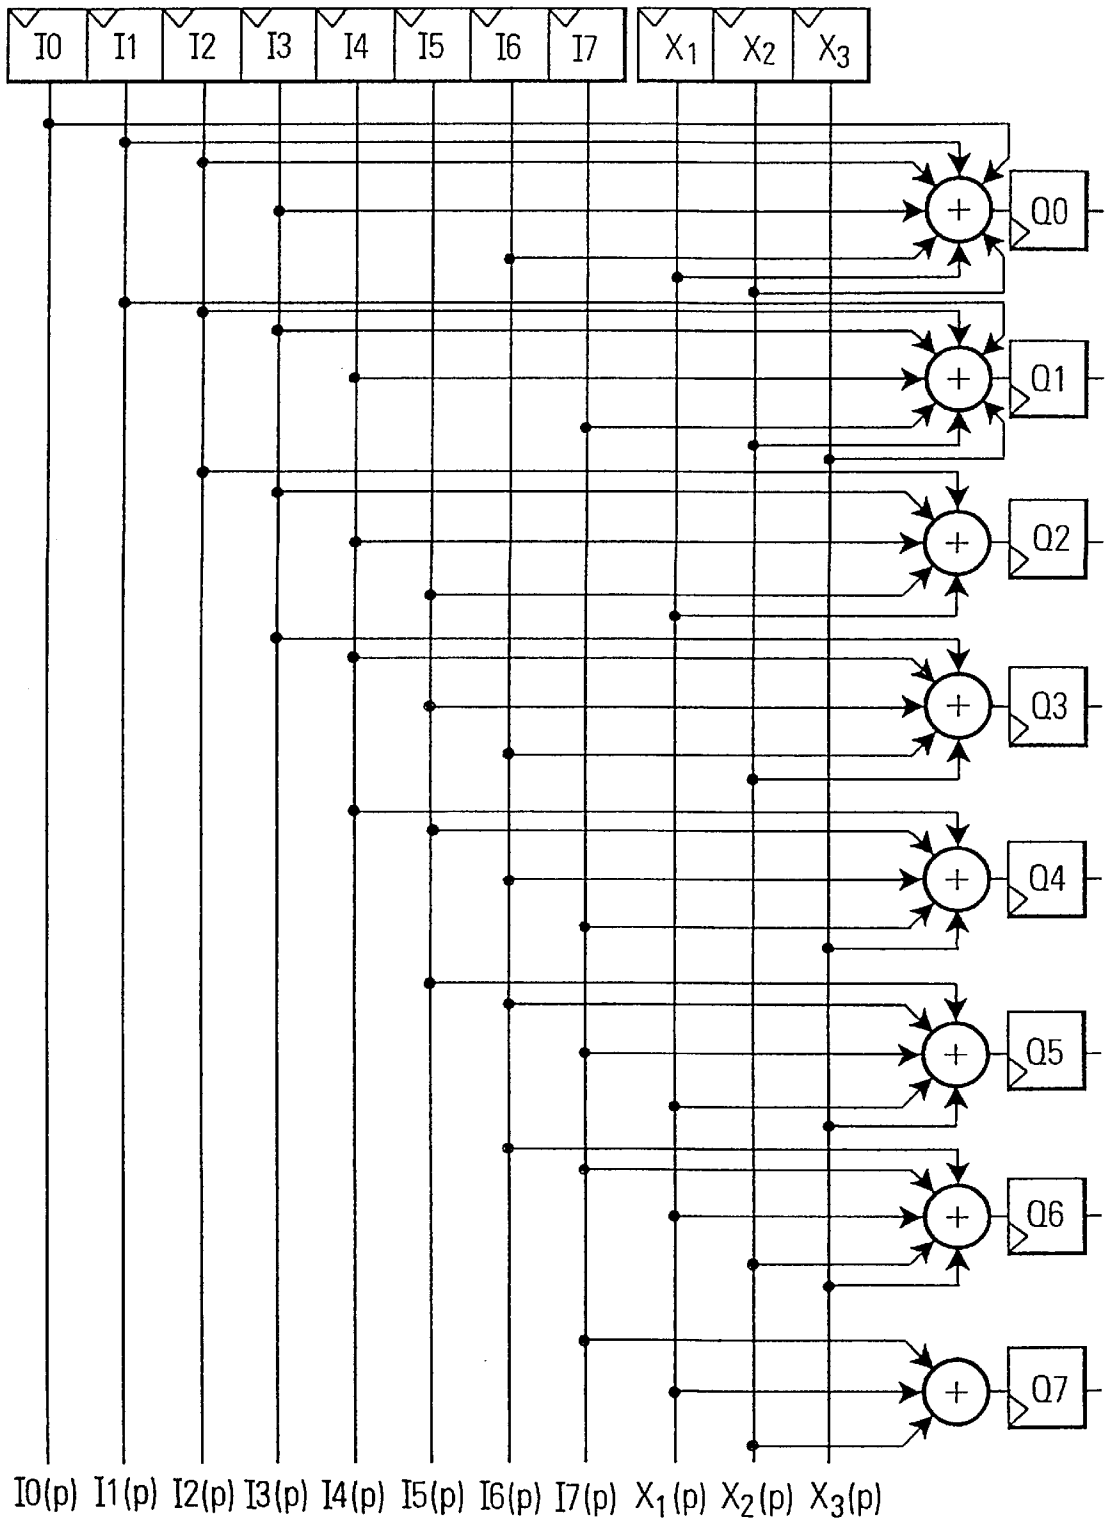 I0 I1 I2 I3 I4 I5 I6 I7 X1 X2 X3
+ Q0
+ Q1
+ Q2
+ Q3
+ Q4
+ Q5
+ Q6
+ Q7
I0(p) I1(p) I2(p) I3(p) I4(p) I5(p) I6(p) I7(p) X1(p) X2(p) X3(p)